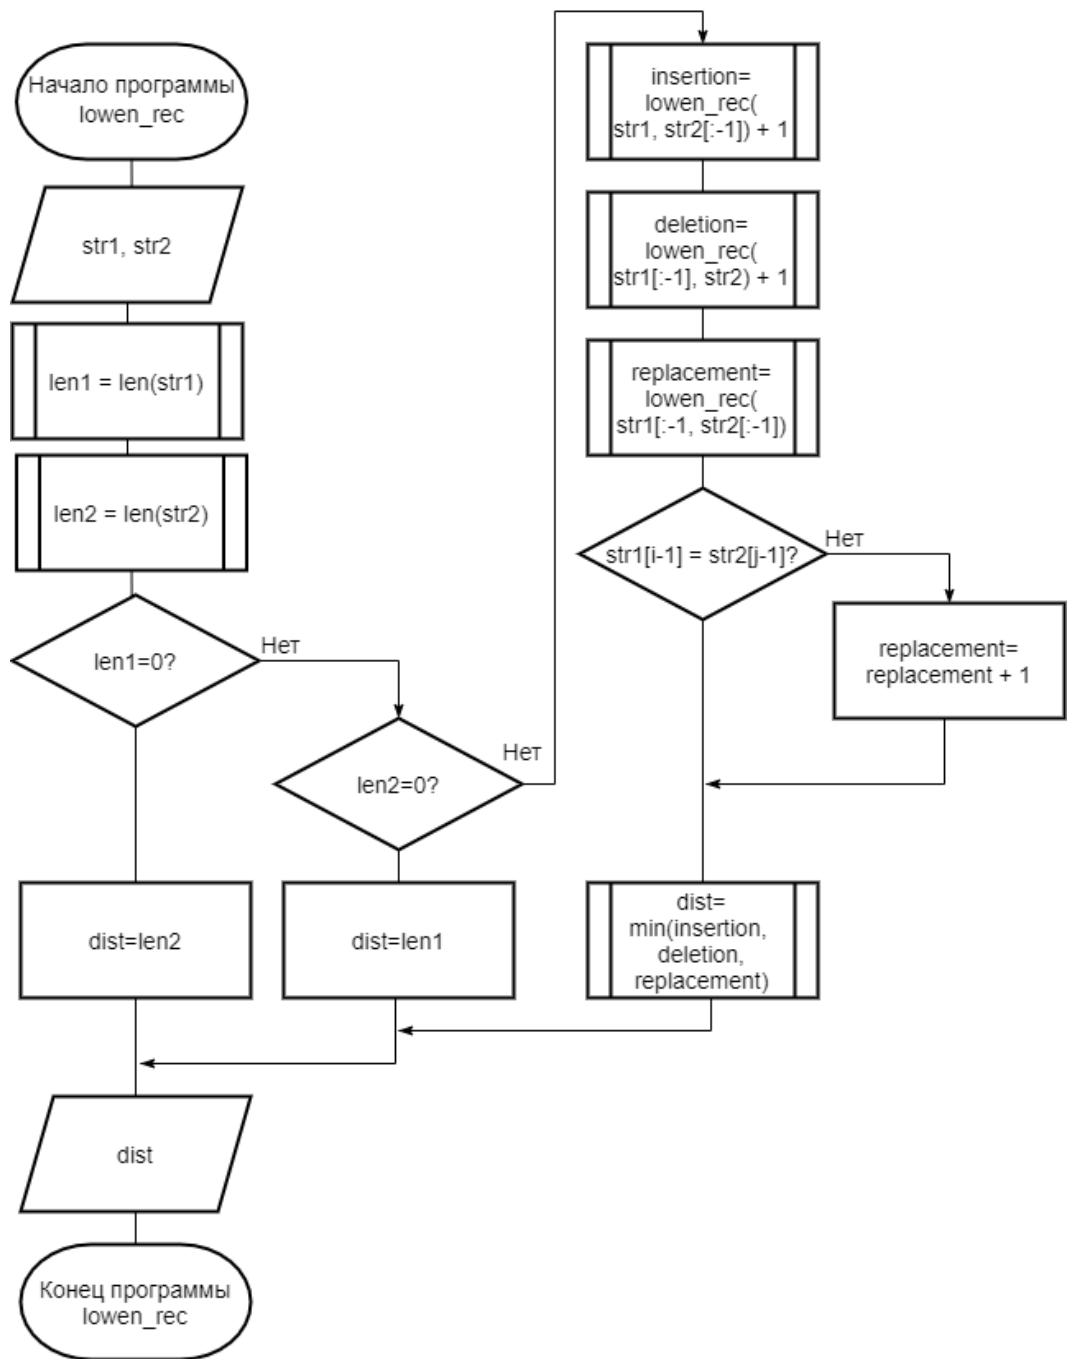 Начало программы
lowen_rec
str1, str2
len1 = len(str1)
len2 = len(str2)
len1=0?
Нет
len2=0?
Нет
dist=len2
dist=len1
insertion=
lowen_rec(
str1, str2[:-1]) + 1
deletion=
lowen_rec(
str1[:-1], str2) + 1
replacement=
lowen_rec(
str1[:-1, str2[:-1])
str1[i-1] = str2[j-1]?
Нет
replacement=
replacement + 1
dist=
min(insertion,
deletion,
replacement)
dist
Конец программы
lowen_rec